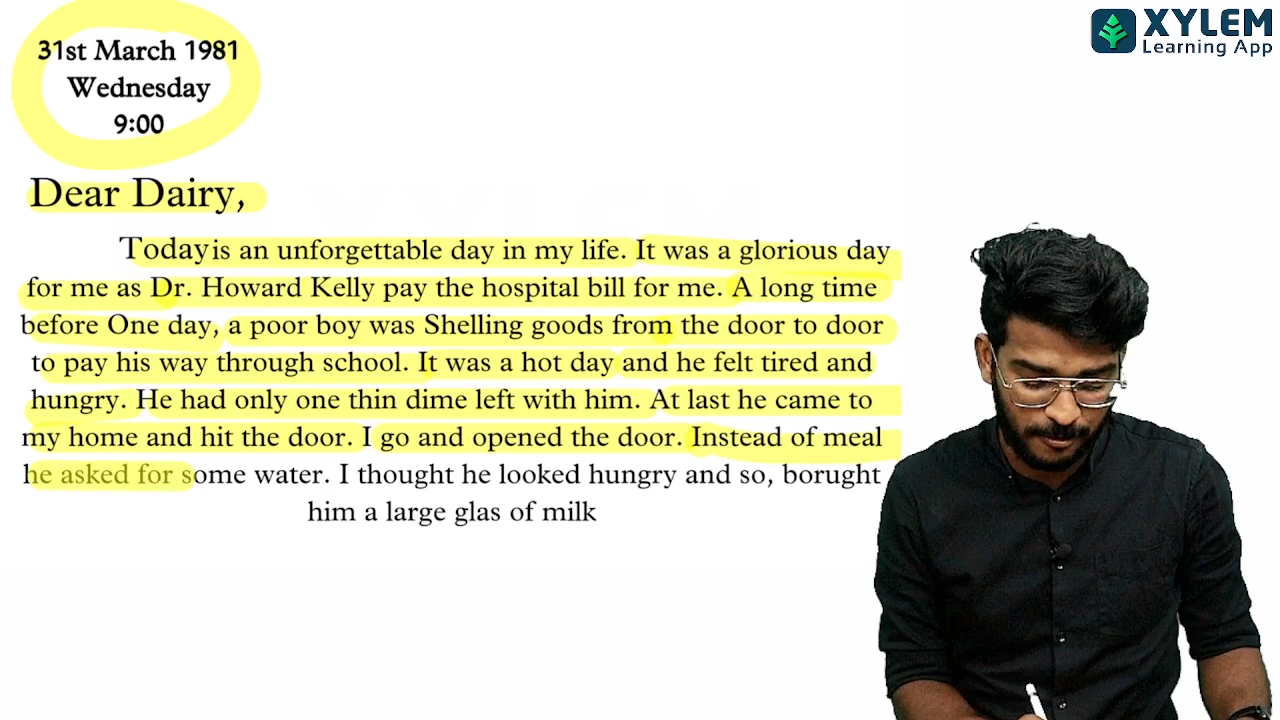 31st March 1981
Wednesday
9:00
XYLEM
Learning App
Dear Dairy,
Today is an unforgettable day in my life. It was a glorious day
for me as Dr. Howard Kelly pay the hospital bill for me. A long time
before One day, a poor boy was Shelling goods from the door to door
to pay his way through school. It was a hot day and he felt tired and
hungry. He had only one thin dime left with him. At last he came to
my home and hit the door. I go and opened the door. Instead of meal
he asked for some water. I thought he looked hungry and so, borught
him a large glas of milk